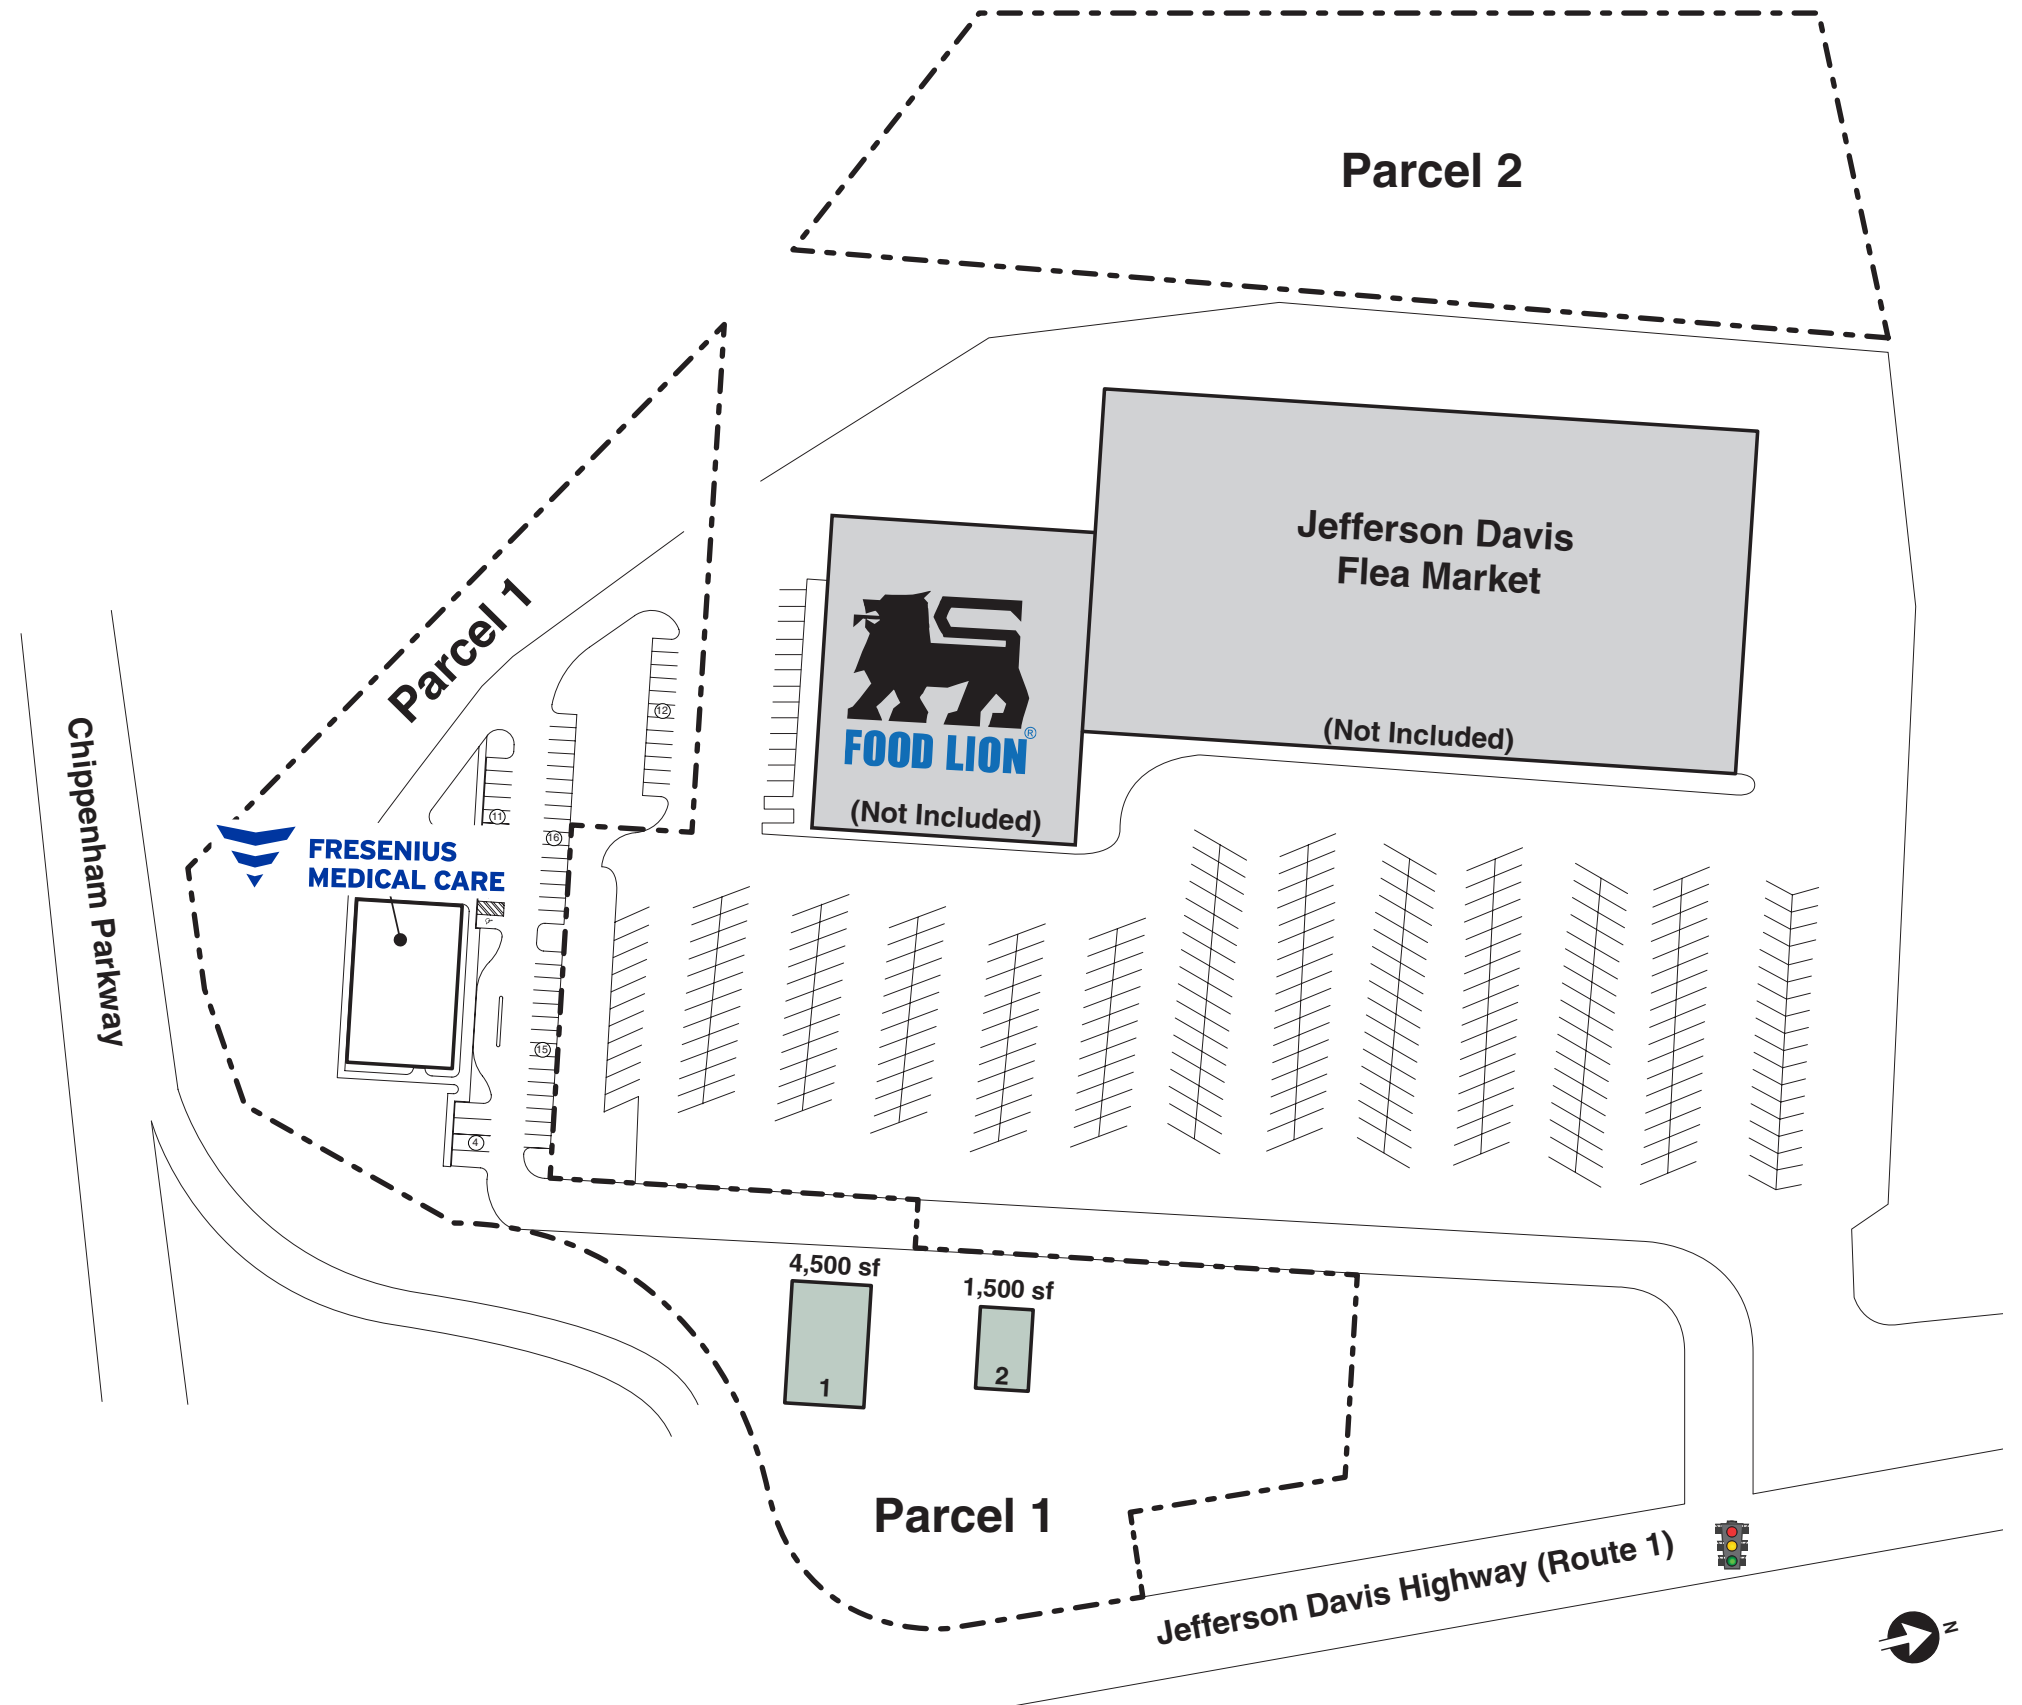 Parcel 2
Jefferson Davis
Flea Market
(Not Included)
Parcel 1
FOOD LION®
(Not Included)
12
11
16
Chippenham Parkway
FRESENIUS
MEDICAL CARE
15
4
4,500 sf
1
1,500 sf
2
Parcel 1
Jefferson Davis Highway (Route 1)
N